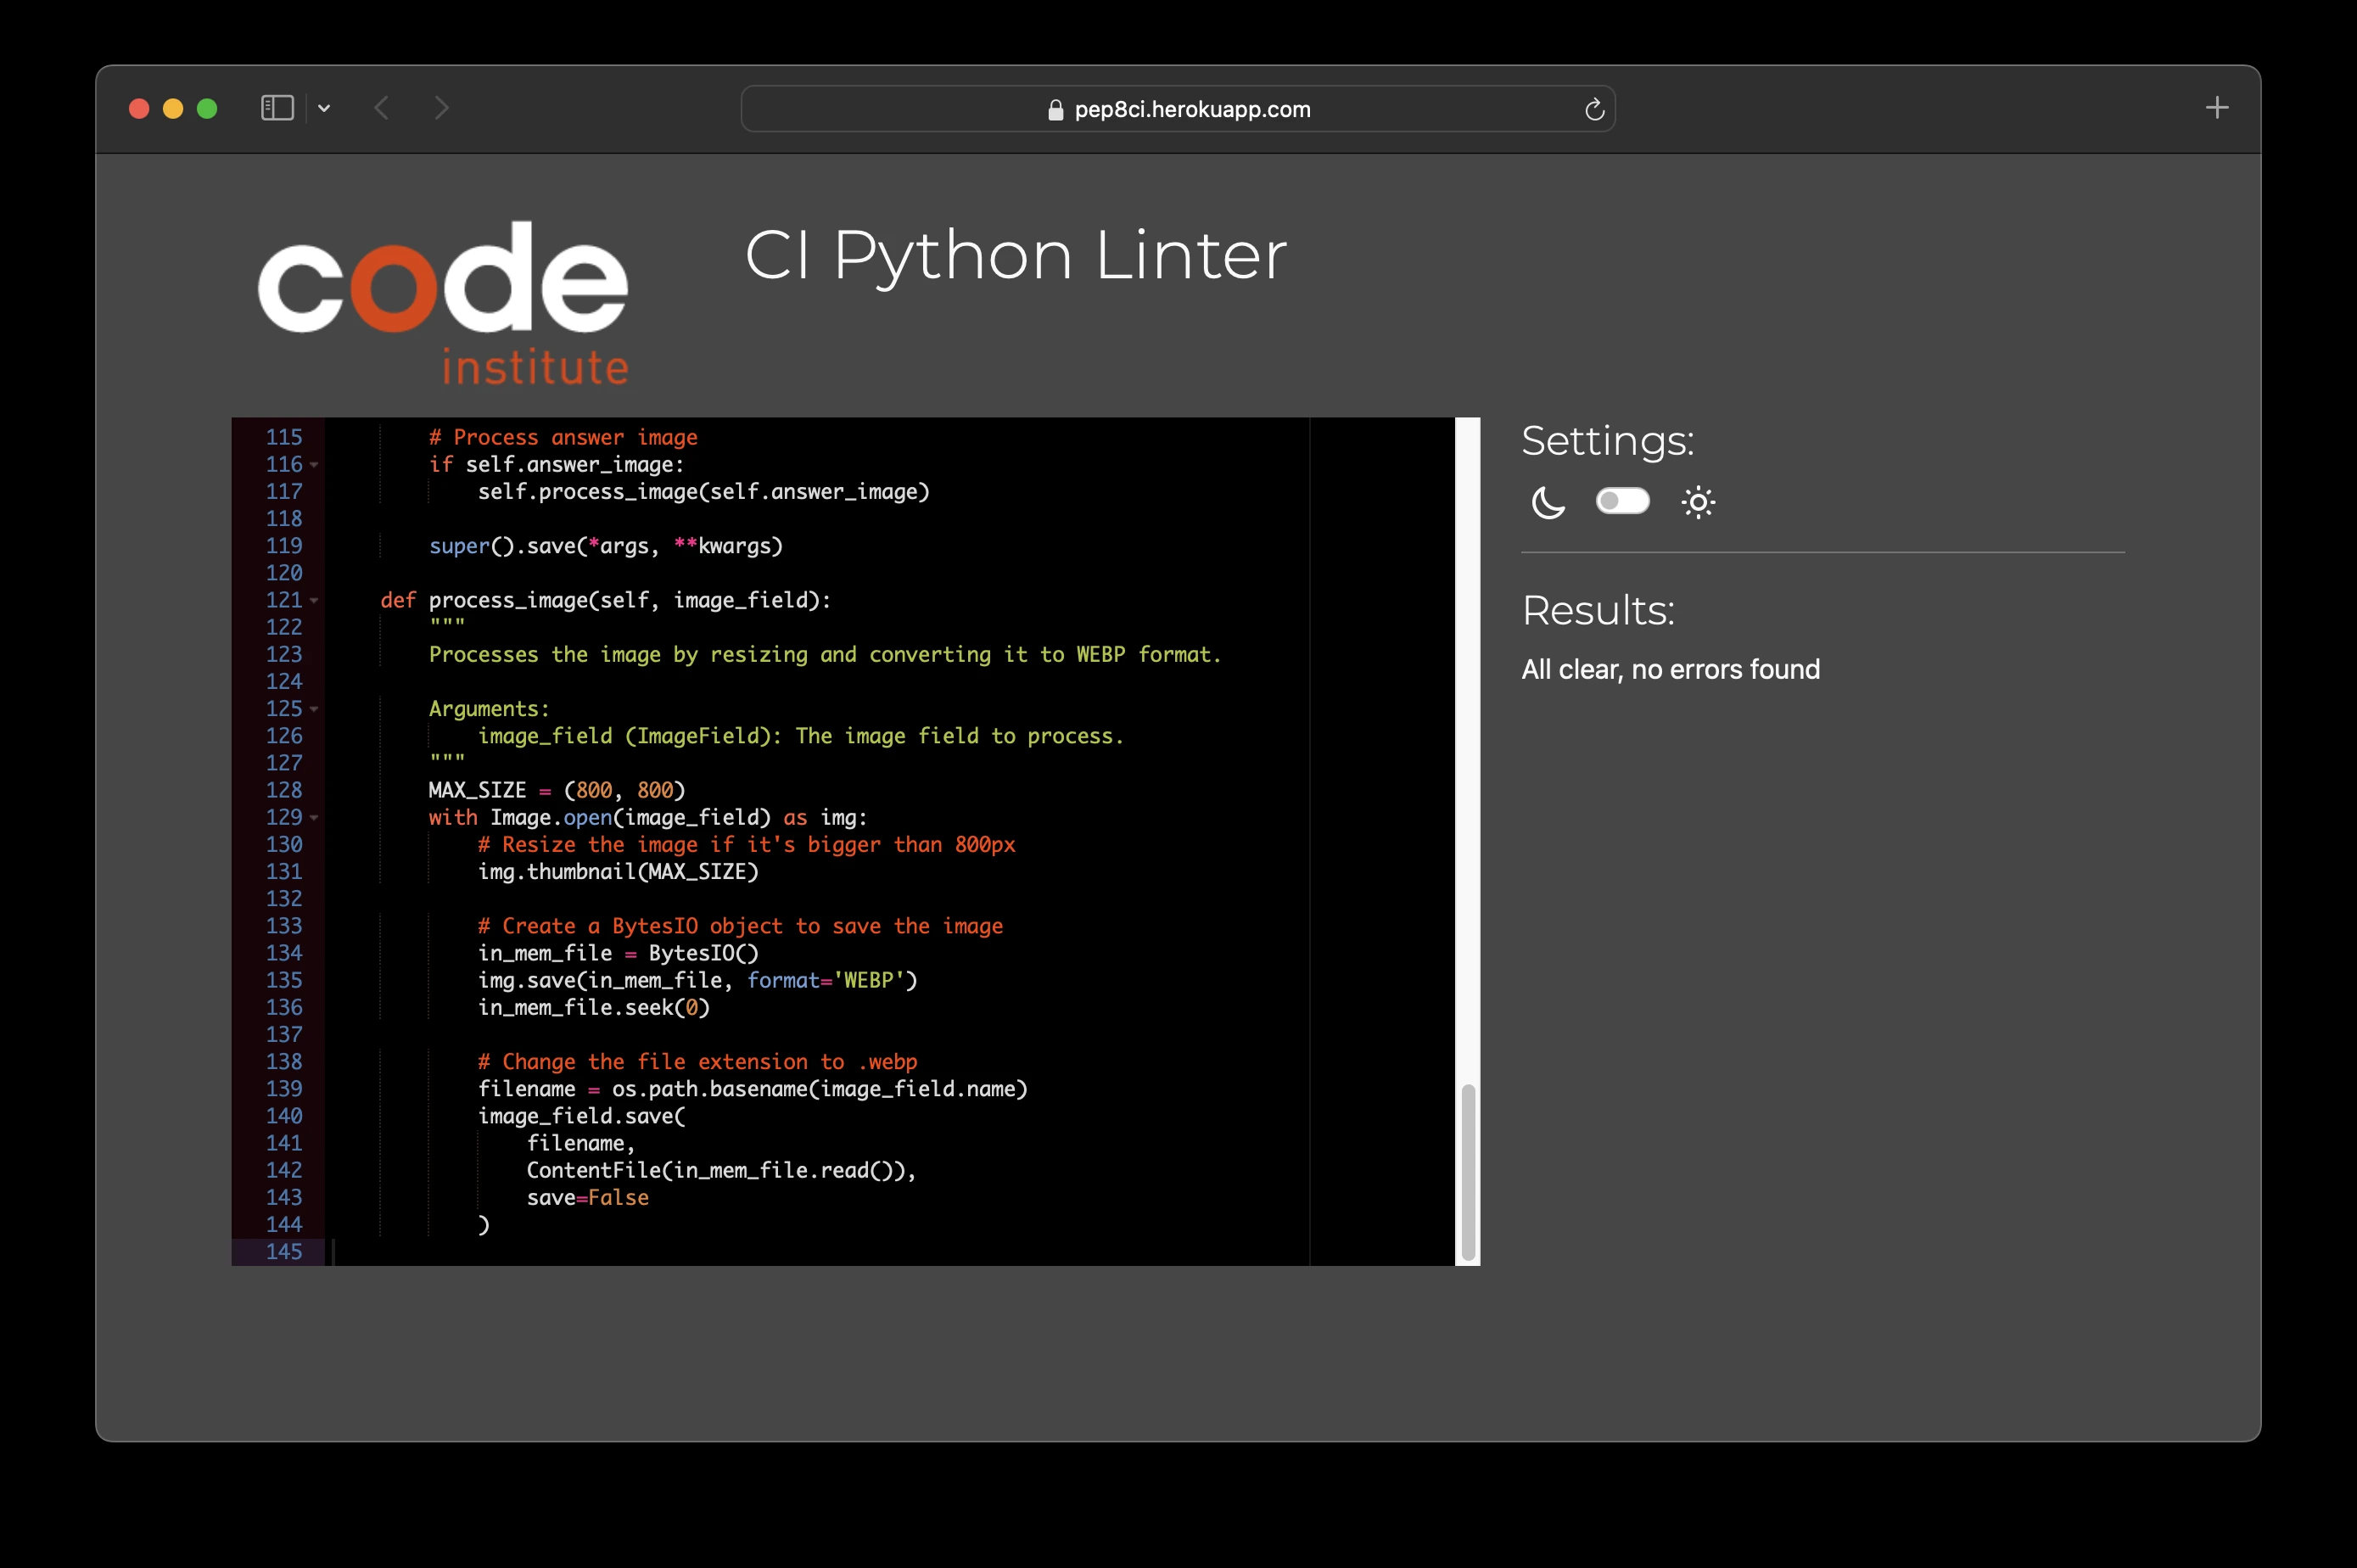 pep8ci.herokuapp.com
code
institute
CI Python Linter
115         # Process answer image
116         if self.answer_image:
117             self.process_image(self.answer_image)
118
119         super().save(*args, **kwargs)
120
121     def process_image(self, image_field):
122         """
123         Processes the image by resizing and converting it to WEBP format.
124
125         Arguments:
126             image_field (ImageField): The image field to process.
127         """
128         MAX_SIZE = (800, 800)
129         with Image.open(image_field) as img:
130             # Resize the image if it's bigger than 800px
131             img.thumbnail(MAX_SIZE)
132
133             # Create a BytesIO object to save the image
134             in_mem_file = BytesIO()
135             img.save(in_mem_file, format='WEBP')
136             in_mem_file.seek(0)
137
138             # Change the file extension to .webp
139             filename = os.path.basename(image_field.name)
140             image_field.save(
141                 filename,
142                 ContentFile(in_mem_file.read()),
143                 save=False
144             )
145
Settings:
Results:
All clear, no errors found